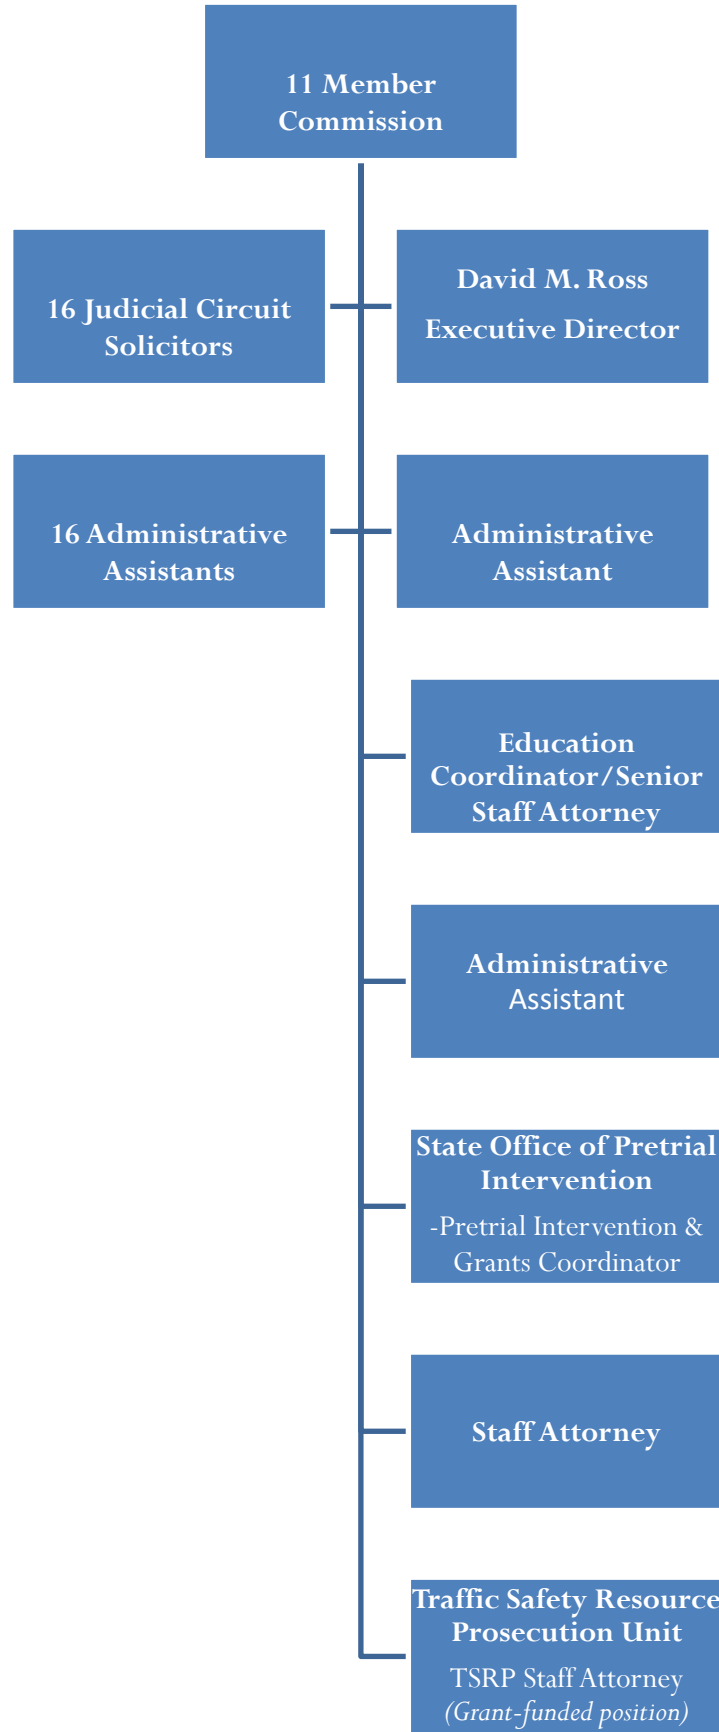 11 Member
Commission
16 Judicial Circuit
Solicitors
David M. Ross
Executive Director
16 Administrative
Assistants
Administrative
Assistant
Education
Coordinator/Senior
Staff Attorney
Administrative
Assistant
State Office of Pretrial
Intervention
-Pretrial Intervention &
Grants Coordinator
Staff Attorney
Traffic Safety Resource
Prosecution Unit
TSRP Staff Attorney
(Grant-funded position)